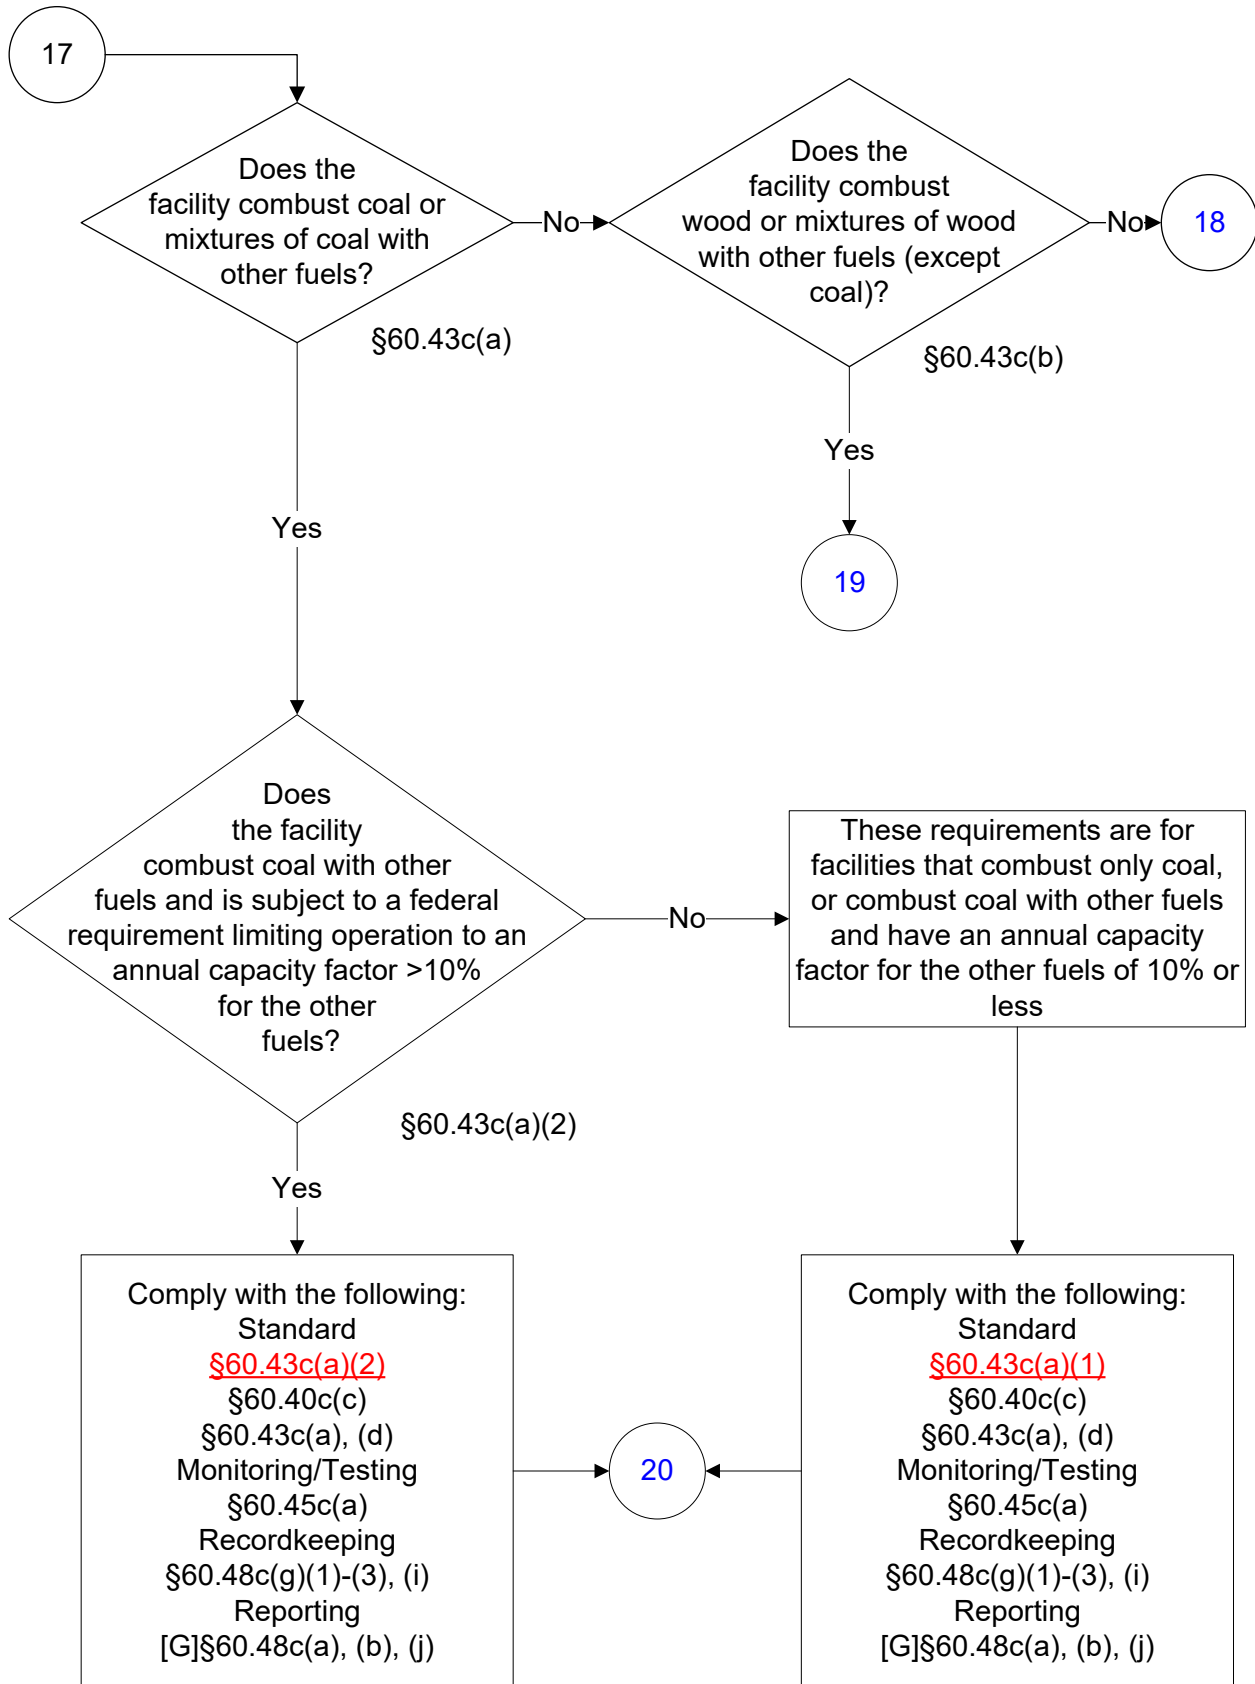 17
Does the
facility combust coal or
mixtures of coal with
other fuels?
§60.43c(a)
No
Does the
facility combust
wood or mixtures of wood
with other fuels (except
coal)?
§60.43c(b)
No
18
Yes
19
Yes
Does
the facility
combust coal with other
fuels and is subject to a federal
requirement limiting operation to an
annual capacity factor >10%
for the other
fuels?
§60.43c(a)(2)
No
These requirements are for
facilities that combust only coal,
or combust coal with other fuels
and have an annual capacity
factor for the other fuels of 10% or
less
Yes
Comply with the following:
Standard
§60.43c(a)(2)
§60.40c(c)
§60.43c(a), (d)
Monitoring/Testing
§60.45c(a)
Recordkeeping
§60.48c(g)(1)-(3), (i)
Reporting
[G]§60.48c(a), (b), (j)
20
Comply with the following:
Standard
§60.43c(a)(1)
§60.40c(c)
§60.43c(a), (d)
Monitoring/Testing
§60.45c(a)
Recordkeeping
§60.48c(g)(1)-(3), (i)
Reporting
[G]§60.48c(a), (b), (j)